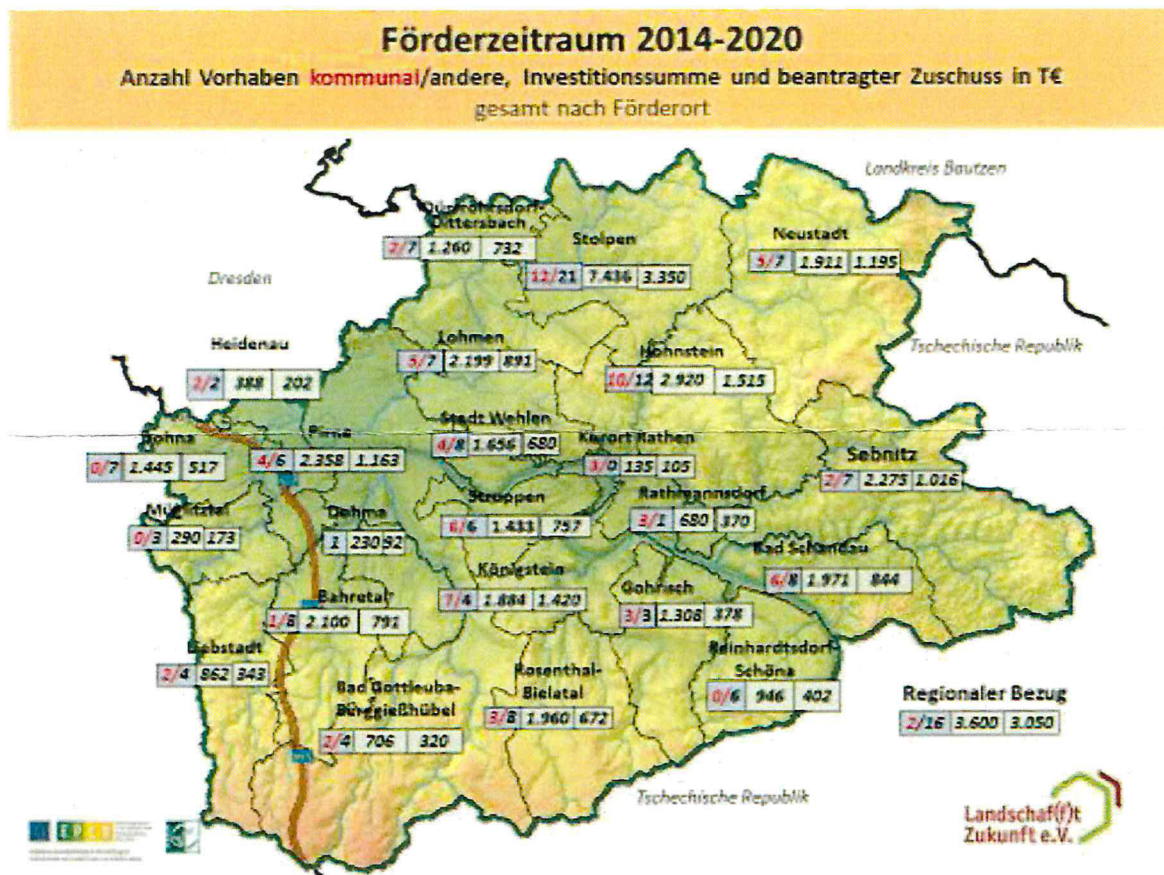 Förderzeitraum 2014-2020
Anzahl Vorhaben kommunal/andere, Investitionssumme und beantragter Zuschuss in T€
gesamt nach Förderort
Landkreis Bautzen
Dürrröhrsdorf-
Dittersbach
2/7 1.260 732
Stolpen
7.436 3.350
Neustadt
5/7 1.911 1.195
Dresden
Tschechische Republik
Heidenau
2/2 388 202
Lohmen
5/7 2.199 891
Hohnstein
10/12 2.920 1.515
Dohna
0/7 1.445 517
Pirna
4/6 2.358 1.163
Stadt Wehlen
4/8 1.656 680
Kurort Rathen
3/0 135 105
Sebnitz
2/7 2.275 1.016
Müglitztal
0/3 290 173
Dohma
1 230 92
Struppen
6/6 1.433 757
Rathmannsdorf
3/1 680 370
Bad Schandau
6/8 1.971 844
Bahretal
1/8 2.100 791
Königstein
7/4 1.884 1.420
Gohrisch
3/3 1.308 378
Liebstadt
2/4 862 343
Bad Gottleuba-
Berggießhübel
2/4 706 320
Rosenthal-
Bielatal
3/8 1.960 672
Reinhardtsdorf-
Schöna
0/6 946 402
Regionaler Bezug
2/16 3.600 3.050
Tschechische Republik
Landschaf(f)t
Zukunft e.V.